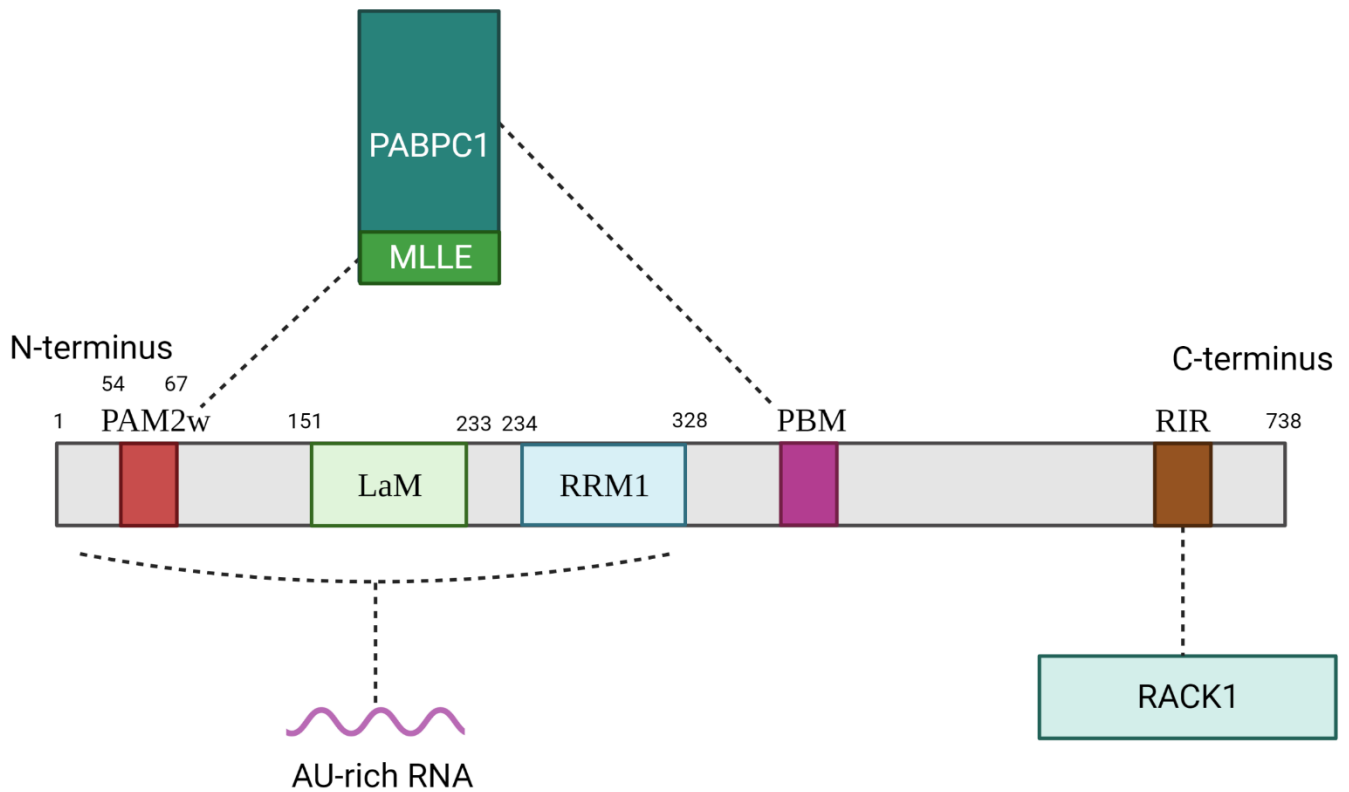 PABPC1
MLLE
N-terminus
C-terminus
54 67
1 PAM2w 151 233 234 328 PBM RIR 738
LaM RRM1
RACK1
AU-rich RNA